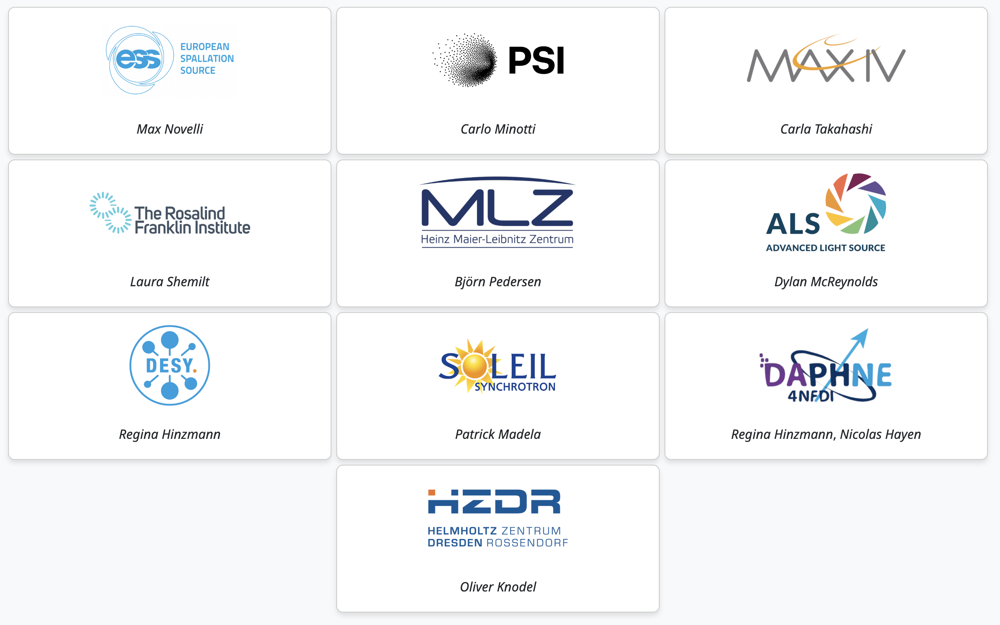 ess
EUROPEAN
SPALLATION
SOURCE
Max Novelli
PSI
Carlo Minotti
MAX IV
Carla Takahashi
The Rosalind
Franklin Institute
Laura Shemilt
MLZ
Heinz Maier-Leibnitz Zentrum
Björn Pedersen
ALS
ADVANCED LIGHT SOURCE
Dylan McReynolds
DESY.
Regina Hinzmann
SOLEIL
SYNCHROTRON
Patrick Madela
DAPHNE
4NFDI
Regina Hinzmann, Nicolas Hayen
HZDR
HELMHOLTZ ZENTRUM
DRESDEN ROSSENDORF
Oliver Knodel